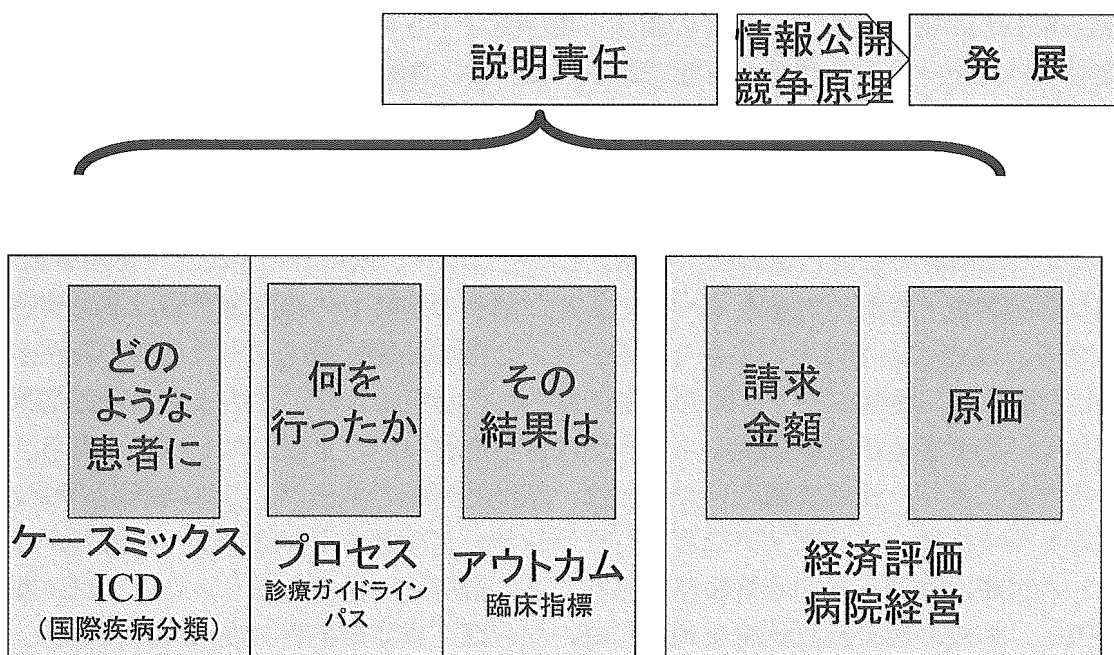 説明責任
情報公開
競争原理
発 展
どの
ような
患者に
ケースミックス
ICD
(国際疾病分類)
何を
行ったか
プロセス
診療ガイドライン
パス
その
結果は
アウトカム
臨床指標
請求
金額
原価
経済評価
病院経営